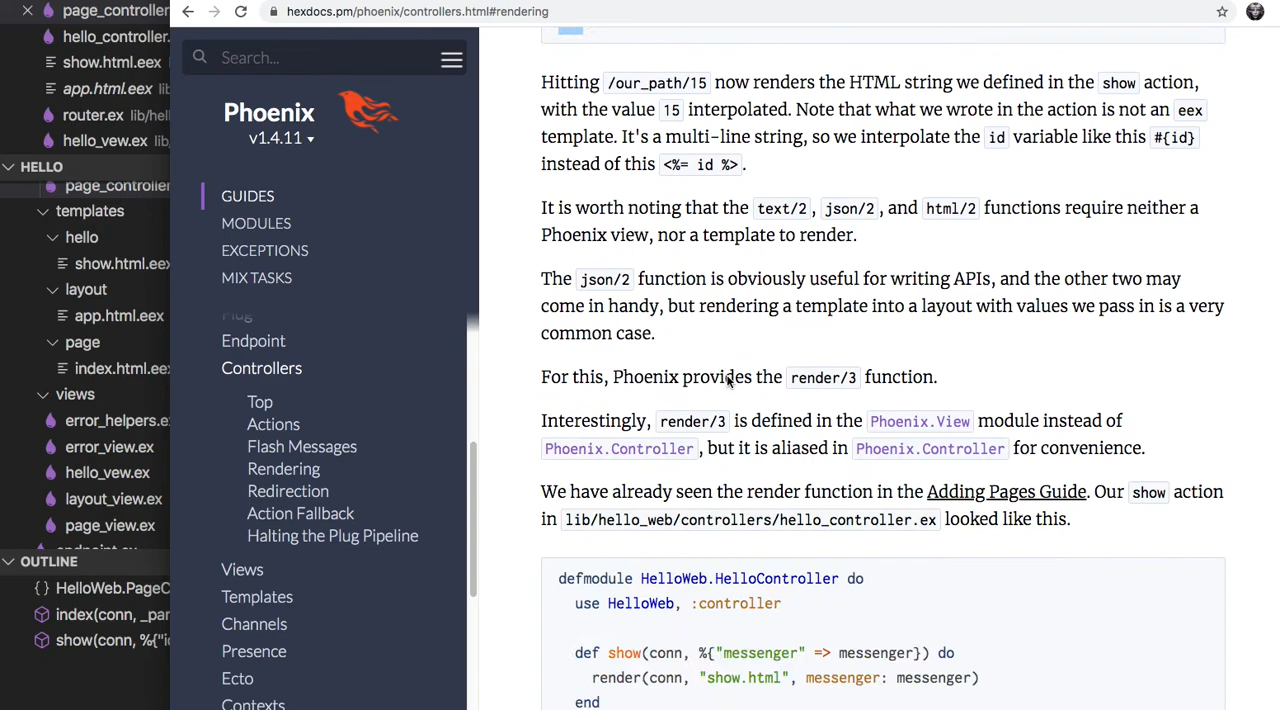 page_controller
hello_controller.
show.html.eex
app.html.eex lib
router.ex lib/hell
hello_vew.ex lib
HELLO
page_controller
templates
hello
show.html.eex
layout
app.html.eex
page
index.html.eex
views
error_helpers.e
error_view.ex
hello_vew.ex
layout_view.ex
page_view.ex
endpoint.ex
OUTLINE
{} HelloWeb.PageC
index(conn, _par
show(conn, %{"id
hexdocs.pm/phoenix/controllers.html#rendering
Search...
Phoenix
v1.4.11
GUIDES
MODULES
EXCEPTIONS
MIX TASKS
Plug
Endpoint
Controllers
Top
Actions
Flash Messages
Rendering
Redirection
Action Fallback
Halting the Plug Pipeline
Views
Templates
Channels
Presence
Ecto
Contexts
Hitting /our_path/15 now renders the HTML string we defined in the show action,
with the value 15 interpolated. Note that what we wrote in the action is not an eex
template. It's a multi-line string, so we interpolate the id variable like this #{id}
instead of this <%= id %>.
It is worth noting that the text/2, json/2, and html/2 functions require neither a
Phoenix view, nor a template to render.
The json/2 function is obviously useful for writing APIs, and the other two may
come in handy, but rendering a template into a layout with values we pass in is a very
common case.
For this, Phoenix provides the render/3 function.
Interestingly, render/3 is defined in the Phoenix.View module instead of
Phoenix.Controller, but it is aliased in Phoenix.Controller for convenience.
We have already seen the render function in the Adding Pages Guide. Our show action
in lib/hello_web/controllers/hello_controller.ex looked like this.
defmodule HelloWeb.HelloController do
use HelloWeb, :controller
def show(conn, %{"messenger" => messenger}) do
render(conn, "show.html", messenger: messenger)
end